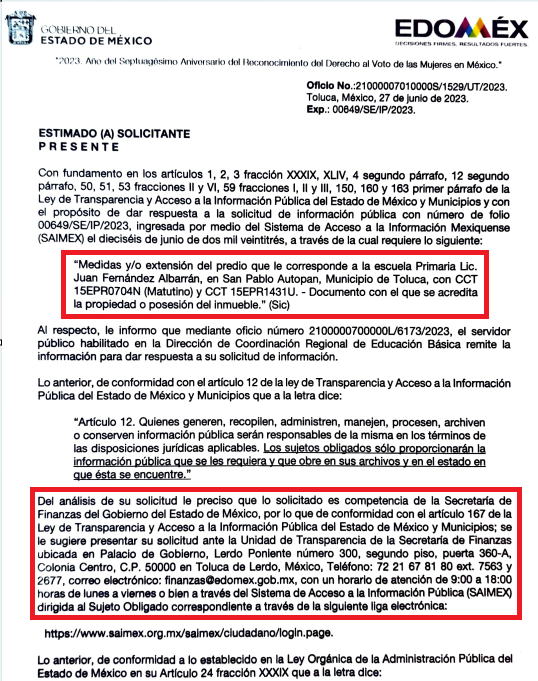 GOBIERNO DEL
ESTADO DE MÉXICO
EDOMÉX
DECISIONES FIRMES, RESULTADOS FUERTES.
"2023. Año del Septuagésimo Aniversario del Reconocimiento del Derecho al Voto de las Mujeres en México."
Oficio No.:21000007010000S/1529/UT/2023.
Toluca, México, 27 de junio de 2023.
Exp.: 00649/SE/IP/2023.
ESTIMADO (A) SOLICITANTE
P R E S E N T E
Con fundamento en los artículos 1, 2, 3 fracción XXXIX, XLIV, 4 segundo párrafo, 12 segundo
párrafo, 50, 51, 53 fracciones II y VI, 59 fracciones I, II y III, 150, 160 y 163 primer párrafo de la
Ley de Transparencia y Acceso a la Información Pública del Estado de México y Municipios y con
el propósito de dar respuesta a la solicitud de información pública con número de folio
00649/SE/IP/2023, ingresada por medio del Sistema de Acceso a la Información Mexiquense
(SAIMEX) el dieciséis de junio de dos mil veintitrés, a través de la cual requiere lo siguiente:
"Medidas y/o extensión del predio que le corresponde a la escuela Primaria Lic.
Juan Fernández Albarrán, en San Pablo Autopan, Municipio de Toluca, con CCT
15EPR0704N (Matutino) y CCT 15EPR1431U. - Documento con el que se acredita
la propiedad o posesión del inmueble." (Sic)
Al respecto, le informo que mediante oficio número 2100000700000L/6173/2023, el servidor
público habilitado en la Dirección de Coordinación Regional de Educación Básica remite la
información para dar respuesta a su solicitud de información.
Lo anterior, de conformidad con el artículo 12 de la ley de Transparencia y Acceso a la Información
Pública del Estado de México y Municipios que a la letra dice:
"Artículo 12. Quienes generen, recopilen, administren, manejen, procesen, archiven
o conserven información pública serán responsables de la misma en los términos de
las disposiciones jurídicas aplicables. Los sujetos obligados sólo proporcionarán la
información pública que se les requiera y que obre en sus archivos y en el estado en
que ésta se encuentre."
Del análisis de su solicitud le preciso que lo solicitado es competencia de la Secretaría de
Finanzas del Gobierno del Estado de México, por lo que de conformidad con el artículo 167 de
la Ley de Transparencia y Acceso a la Información Pública del Estado de México y Municipios; se
le sugiere presentar su solicitud ante la Unidad de Transparencia de la Secretaría de Finanzas
ubicada en Palacio de Gobierno, Lerdo Poniente número 300, segundo piso, puerta 360-A,
Colonia Centro, C.P. 50000 en Toluca de Lerdo, México, Teléfono: 72 21 67 81 80 ext. 7563 y
2677, correo electrónico: finanzas@edomex.gob.mx, con un horario de atención de 9:00 a 18:00
horas de lunes a viernes o bien a través del Sistema de Acceso a la Información Pública (SAIMEX)
dirigida al Sujeto Obligado correspondiente a través de la siguiente liga electrónica:
https://www.saimex.org.mx/saimex/ciudadano/login.page.
Lo anterior, de conformidad a lo establecido en la Ley Orgánica de la Administración Pública del
Estado de México en su Artículo 24 fracción XXXIX que a la letra dice: